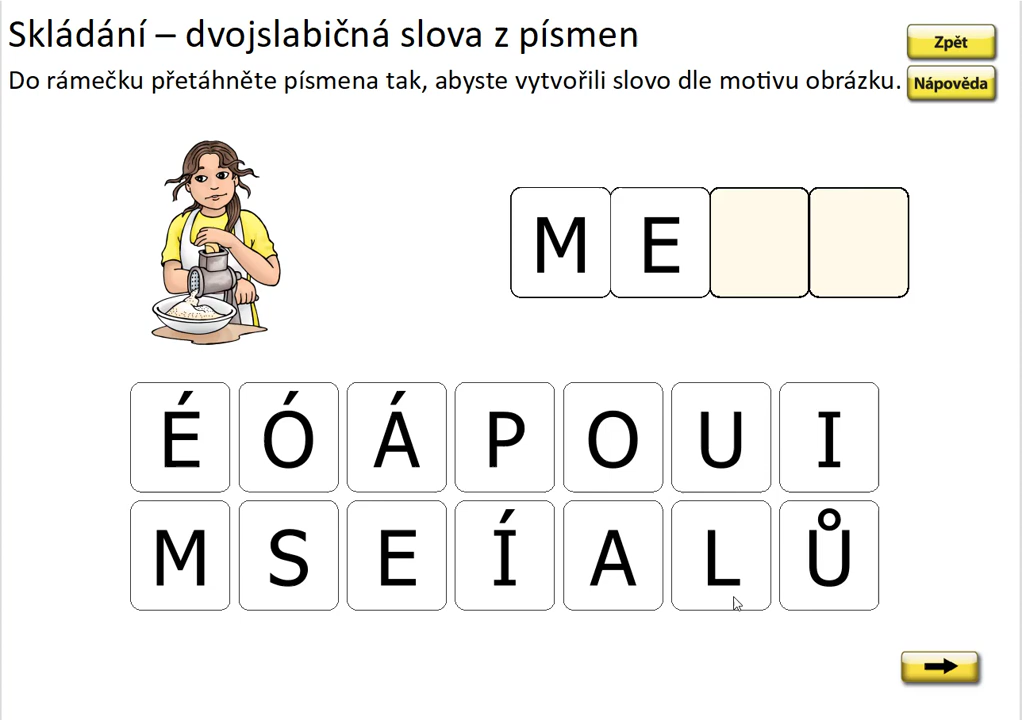 Skládání – dvojslabičná slova z písmen
Zpět
Do rámečku přetáhněte písmena tak, abyste vytvořili slovo dle motivu obrázku.
Nápověda
M E
É Ó Á P O U I
M S E Í A L Ů